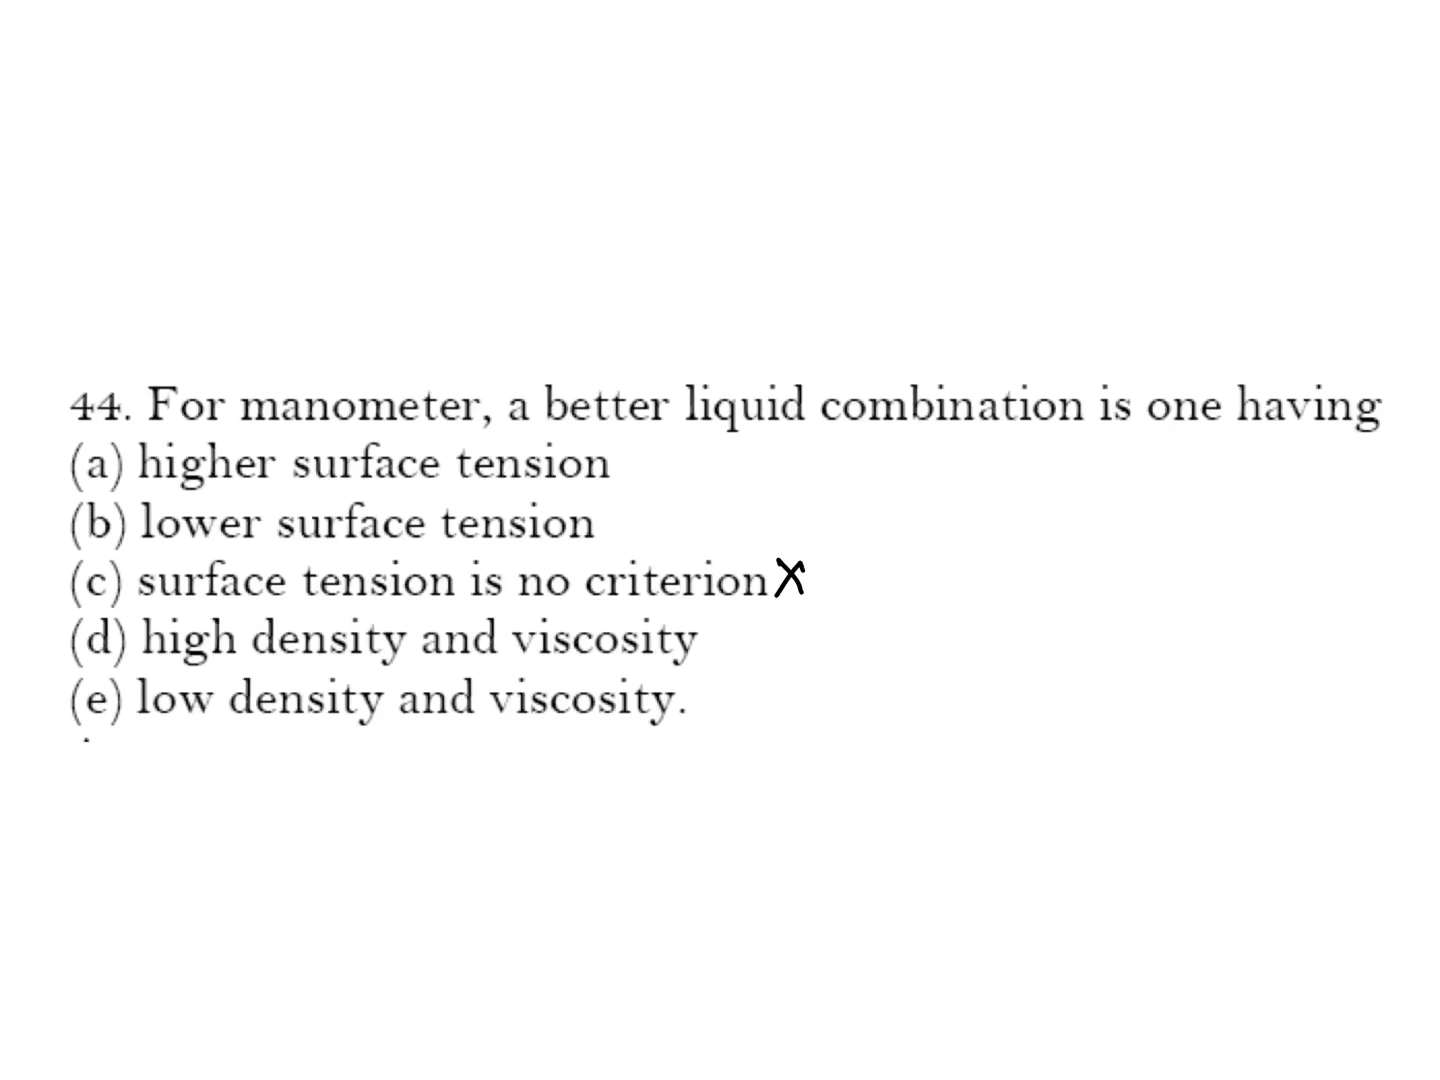 44. For manometer, a better liquid combination is one having
(a) higher surface tension
(b) lower surface tension
(c) surface tension is no criterion X
(d) high density and viscosity
(e) low density and viscosity.